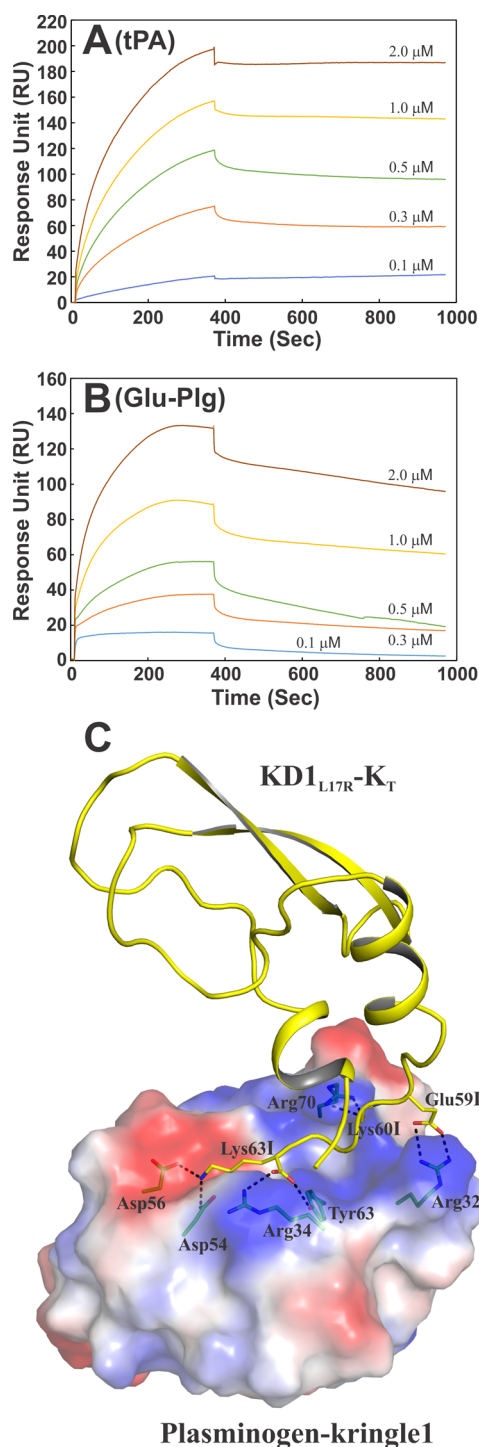 A (tPA)
Response Unit (RU)
220
200
180
160
140
120
100
80
60
40
20
0
2.0 μM
1.0 μM
0.5 μM
0.3 μM
0.1 μM
0 200 400 600 800 1000
Time (Sec)
B (Glu-Plg)
Response Unit (RU)
160
140
120
100
80
60
40
20
0
2.0 μM
1.0 μM
0.5 μM
0.1 μM 0.3 μM
0 200 400 600 800 1000
Time (Sec)
C
KD1L17R-KT
Arg70
Glu59I
Lys60I
Lys63I
Asp56
Asp54
Arg34
Tyr63
Arg32
Plasminogen-kringle1